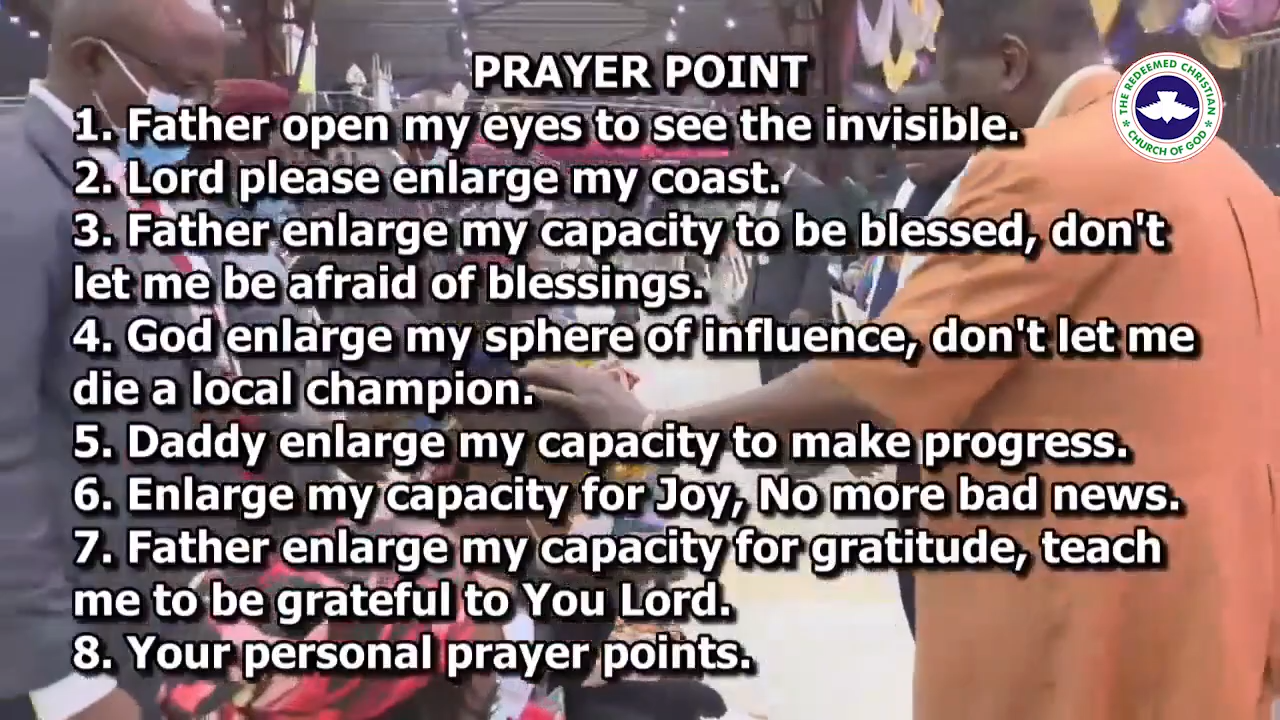 PRAYER POINT
1. Father open my eyes to see the invisible.
2. Lord please enlarge my coast.
3. Father enlarge my capacity to be blessed, don't
let me be afraid of blessings.
4. God enlarge my sphere of influence, don't let me
die a local champion.
5. Daddy enlarge my capacity to make progress.
6. Enlarge my capacity for Joy, No more bad news.
7. Father enlarge my capacity for gratitude, teach
me to be grateful to You Lord.
8. Your personal prayer points.
THE REDEEMED CHRISTIAN
CHURCH OF GOD